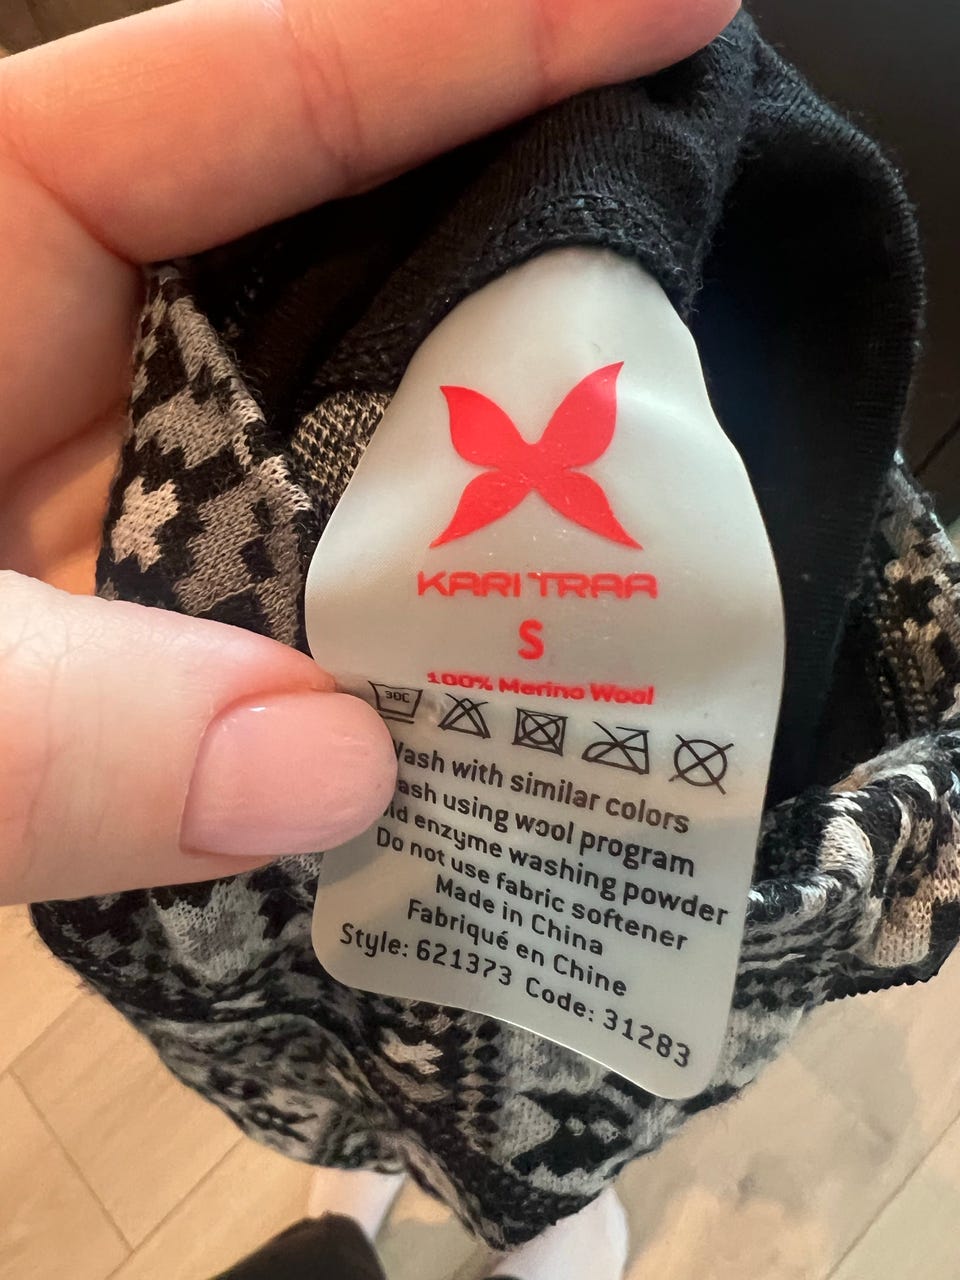 KARI TRAA
S
100% Merino Wool
30C
Wash with similar colors
ash using wool program
enzyme washing powder
Do not use fabric softener
Made in China
Fabriqué en Chine
Style: 621373 Code: 31283